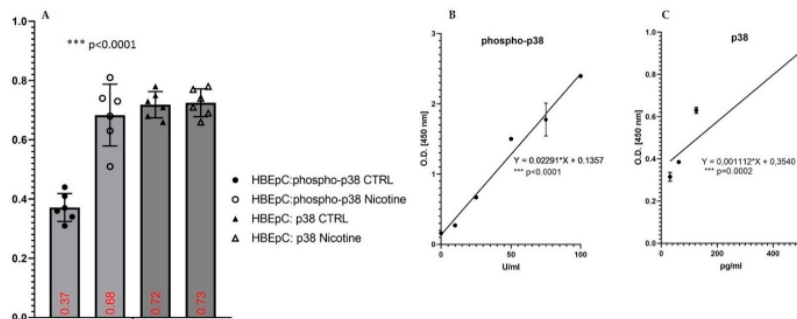 A
*** p<0.0001
1.0
0.8
0.6
0.4
0.2
0.0
0.37
0.68
0.72
0.73
HBEpC:phospho-p38 CTRL
HBEpC:phospho-p38 Nicotine
HBEpC: p38 CTRL
HBEpC: p38 Nicotine
B
phospho-p38
O.D. [450 nm]
3
2
1
0
Y = 0.02291*X + 0.1357
*** p<0.0001
0
50
100
U/ml
C
p38
O.D. [450 nm]
1.0
0.8
0.6
0.4
0.2
0.0
Y = 0,001112*X + 0,3540
*** p=0.0002
0
200
400
pg/ml